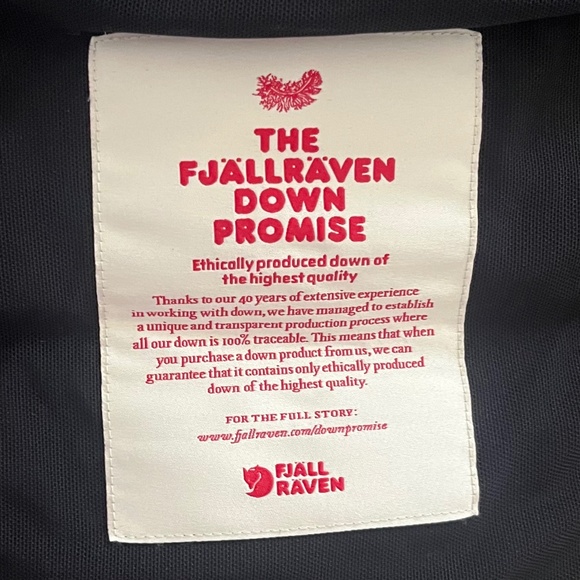 THE
FJÄLLRÄVEN
DOWN
PROMISE
Ethically produced down of
the highest quality
Thanks to our 40 years of extensive experience
in working with down, we have managed to establish
a unique and transparent production process where
all our down is 100% traceable. This means that when
you purchase a down product from us, we can
guarantee that it contains only ethically produced
down of the highest quality.
FOR THE FULL STORY:
www.fjallraven.com/downpromise
FJÄLL
RÄVEN